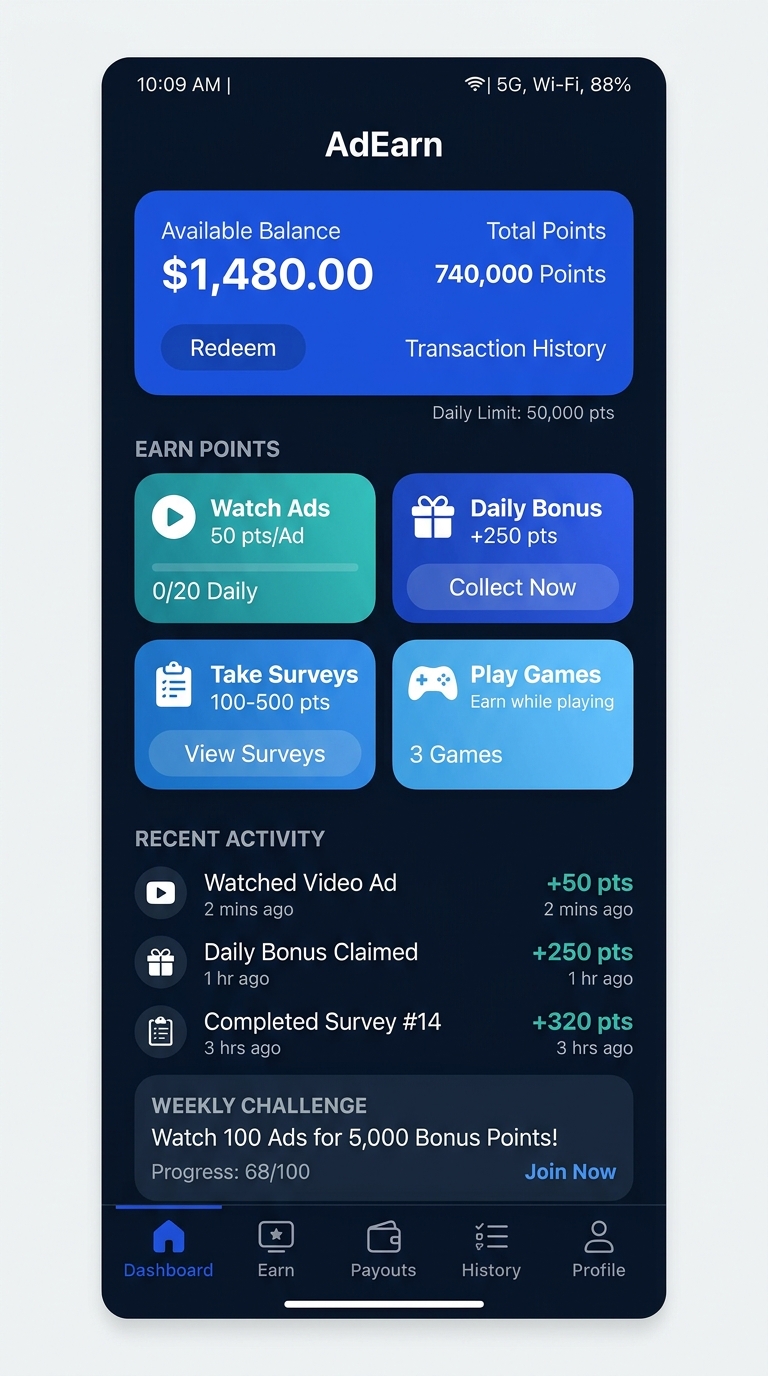 10:09 AM |
| 5G, Wi-Fi, 88%
AdEarn
Available Balance
Total Points
$1,480.00
740,000 Points
Redeem
Transaction History
Daily Limit: 50,000 pts
EARN POINTS
Watch Ads
50 pts/Ad
0/20 Daily
Daily Bonus
+250 pts
Collect Now
Take Surveys
100-500 pts
View Surveys
Play Games
Earn while playing
3 Games
RECENT ACTIVITY
Watched Video Ad
+50 pts
2 mins ago
2 mins ago
Daily Bonus Claimed
+250 pts
1 hr ago
1 hr ago
Completed Survey #14
+320 pts
3 hrs ago
3 hrs ago
WEEKLY CHALLENGE
Watch 100 Ads for 5,000 Bonus Points!
Progress: 68/100
Join Now
Dashboard
Earn
Payouts
History
Profile